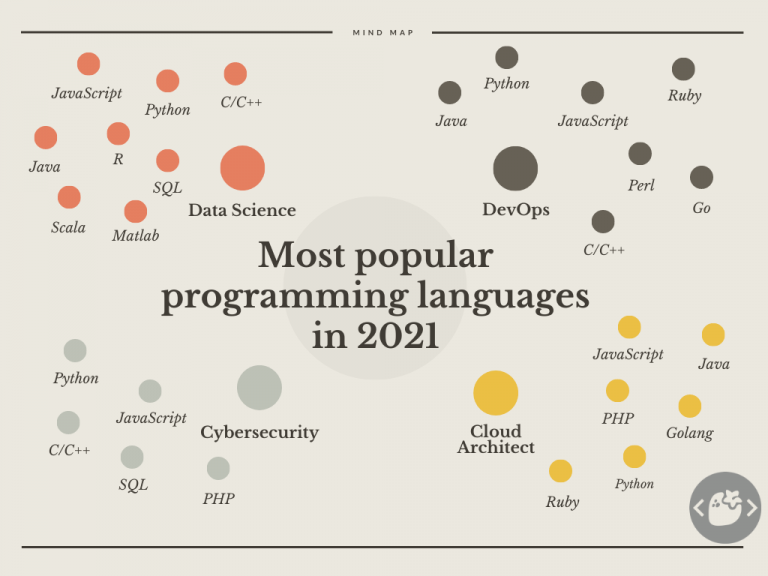 MIND MAP
JavaScript
Python
C/C++
Java
R
SQL
Scala
Matlab
Data Science
Python
Java
JavaScript
Ruby
Perl
Go
C/C++
DevOps
Most popular
programming languages
in 2021
Python
JavaScript
C/C++
SQL
PHP
Cybersecurity
JavaScript
Java
PHP
Golang
Python
Ruby
Cloud
Architect